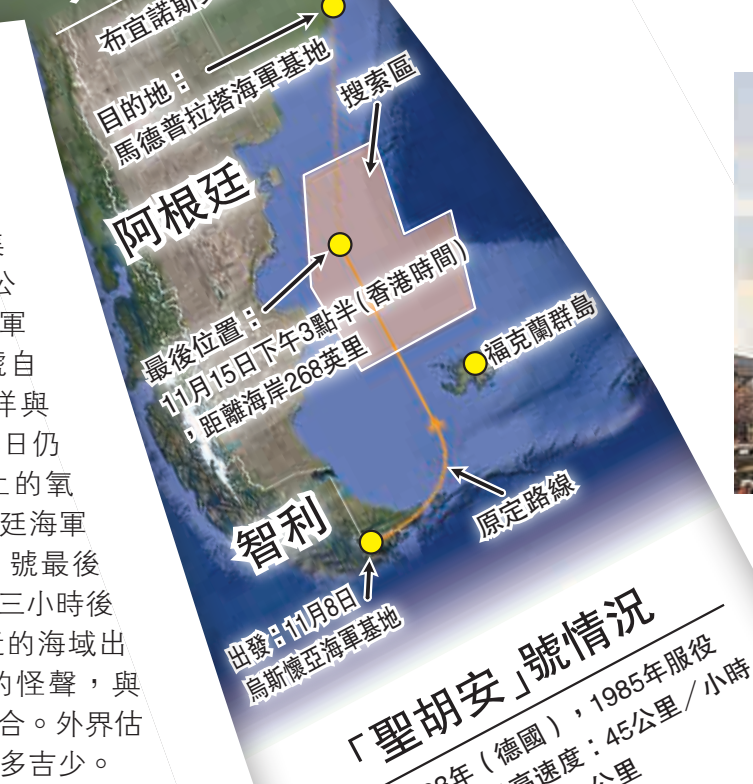 布宜諾斯
目的地：
馬德普拉塔海軍基地
搜索區
阿根廷
最後位置：
11月15日下午3點半(香港時間)
，距離海岸268英里
福克蘭群島
原定路線
智利
出發：11月8日
烏斯懷亞海軍基地
公
軍
自
洋與
日仍
上的氧
廷海軍
號最後
三小時後
的海域出
的怪聲，與
合。外界估
多吉少。
「聖胡安」號情況
年（德國），1985年服役
高速度：45公里／小時
公里